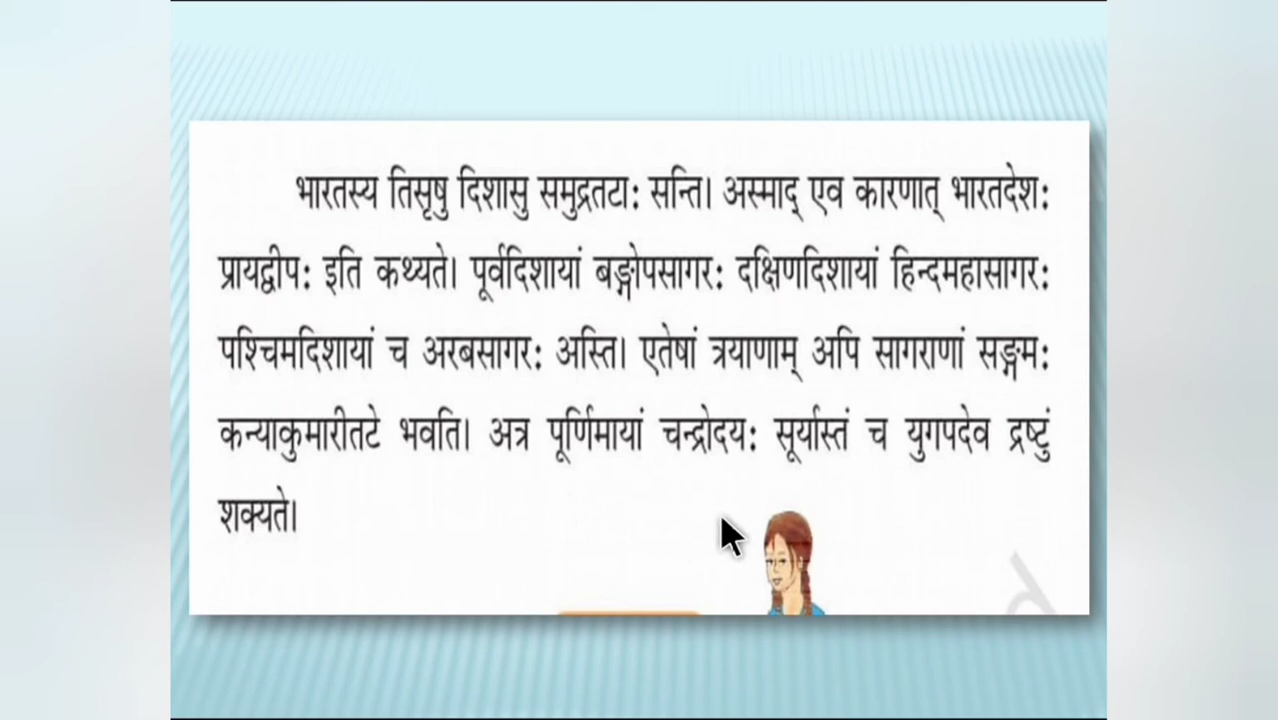 भारतस्य तिसृषु दिशासु समुद्रतटाः सन्ति। अस्माद् एव कारणात् भारतदेशः
प्रायद्वीपः इति कथ्यते। पूर्वदिशायां बङ्गोपसागरः दक्षिणदिशायां हिन्दमहासागरः
पश्चिमदिशायां च अरबसागरः अस्ति। एतेषां त्रयाणाम् अपि सागराणां सङ्गमः
कन्याकुमारीतटे भवति। अत्र पूर्णिमायां चन्द्रोदयः सूर्यास्तं च युगपदेव द्रष्टुं
शक्यते।